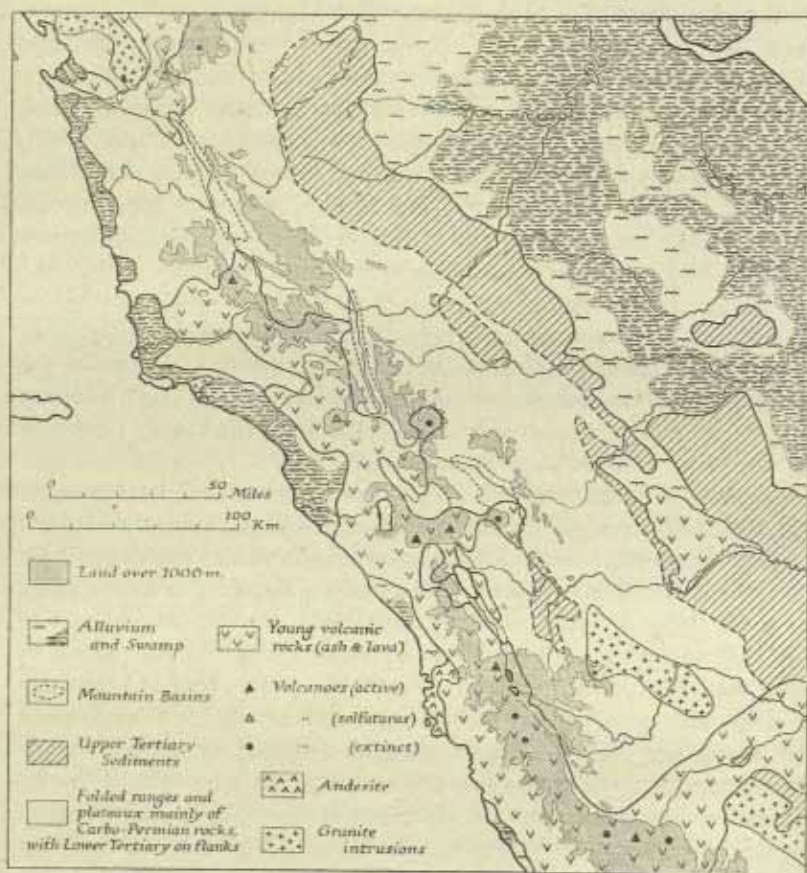 0 50 Miles
0 100 Km.
Land over 1000 m.
Alluvium
and Swamp
Mountain Basins
Upper Tertiary
Sediments
Folded ranges and
plateaux mainly of
Carbo-Permian rocks,
with Lower Tertiary on flanks
Young volcanic
rocks (ash & lava)
Volcanoes (active)
" (solfataras)
" (extinct)
Andesite
Granite
intrusions